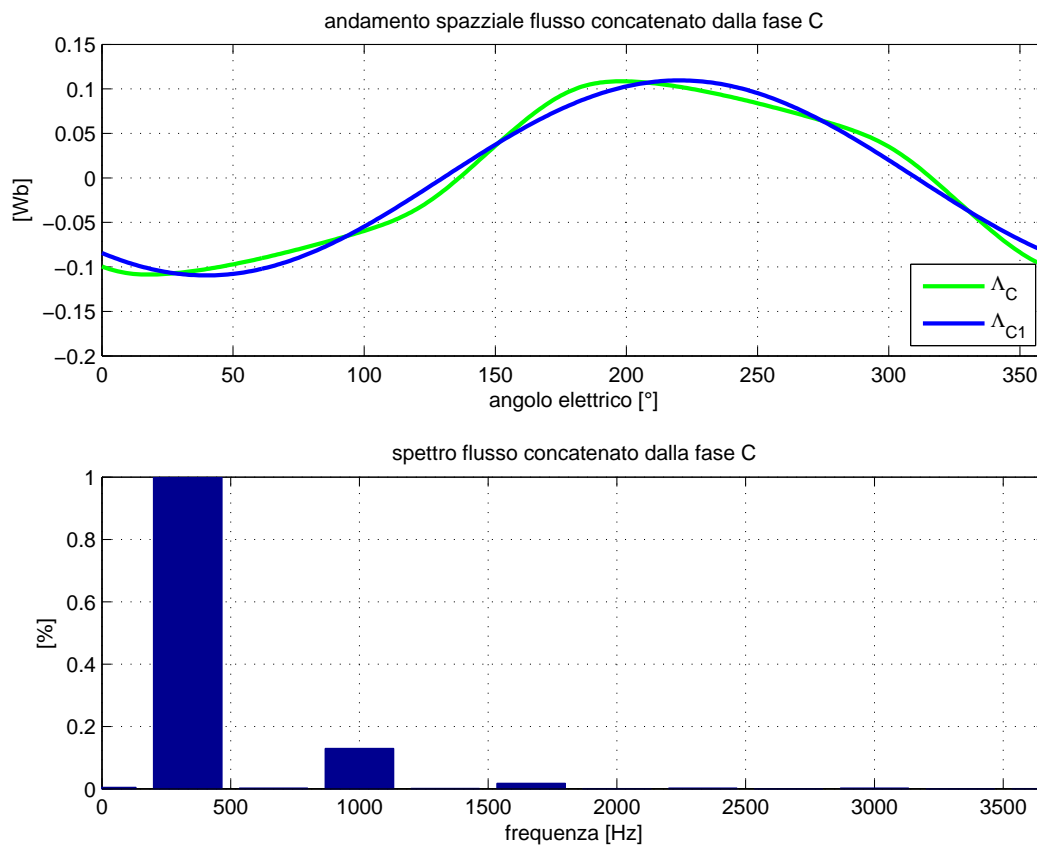 andamento spazziale flusso concatenato dalla fase C
0.15
0.1
0.05
0
−0.05
−0.1
−0.15
−0.2
[Wb]
0 50 100 150 200 250 300 350
angolo elettrico [°]
Λ_C
Λ_C1
spettro flusso concatenato dalla fase C
1
0.8
0.6
0.4
0.2
0
[%]
0 500 1000 1500 2000 2500 3000 3500
frequenza [Hz]